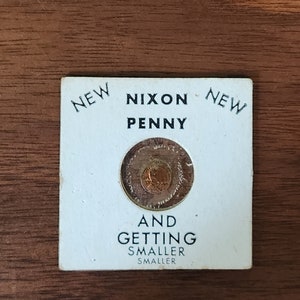 NEW NIXON NEW
PENNY
AND
GETTING
SMALLER
SMALLER